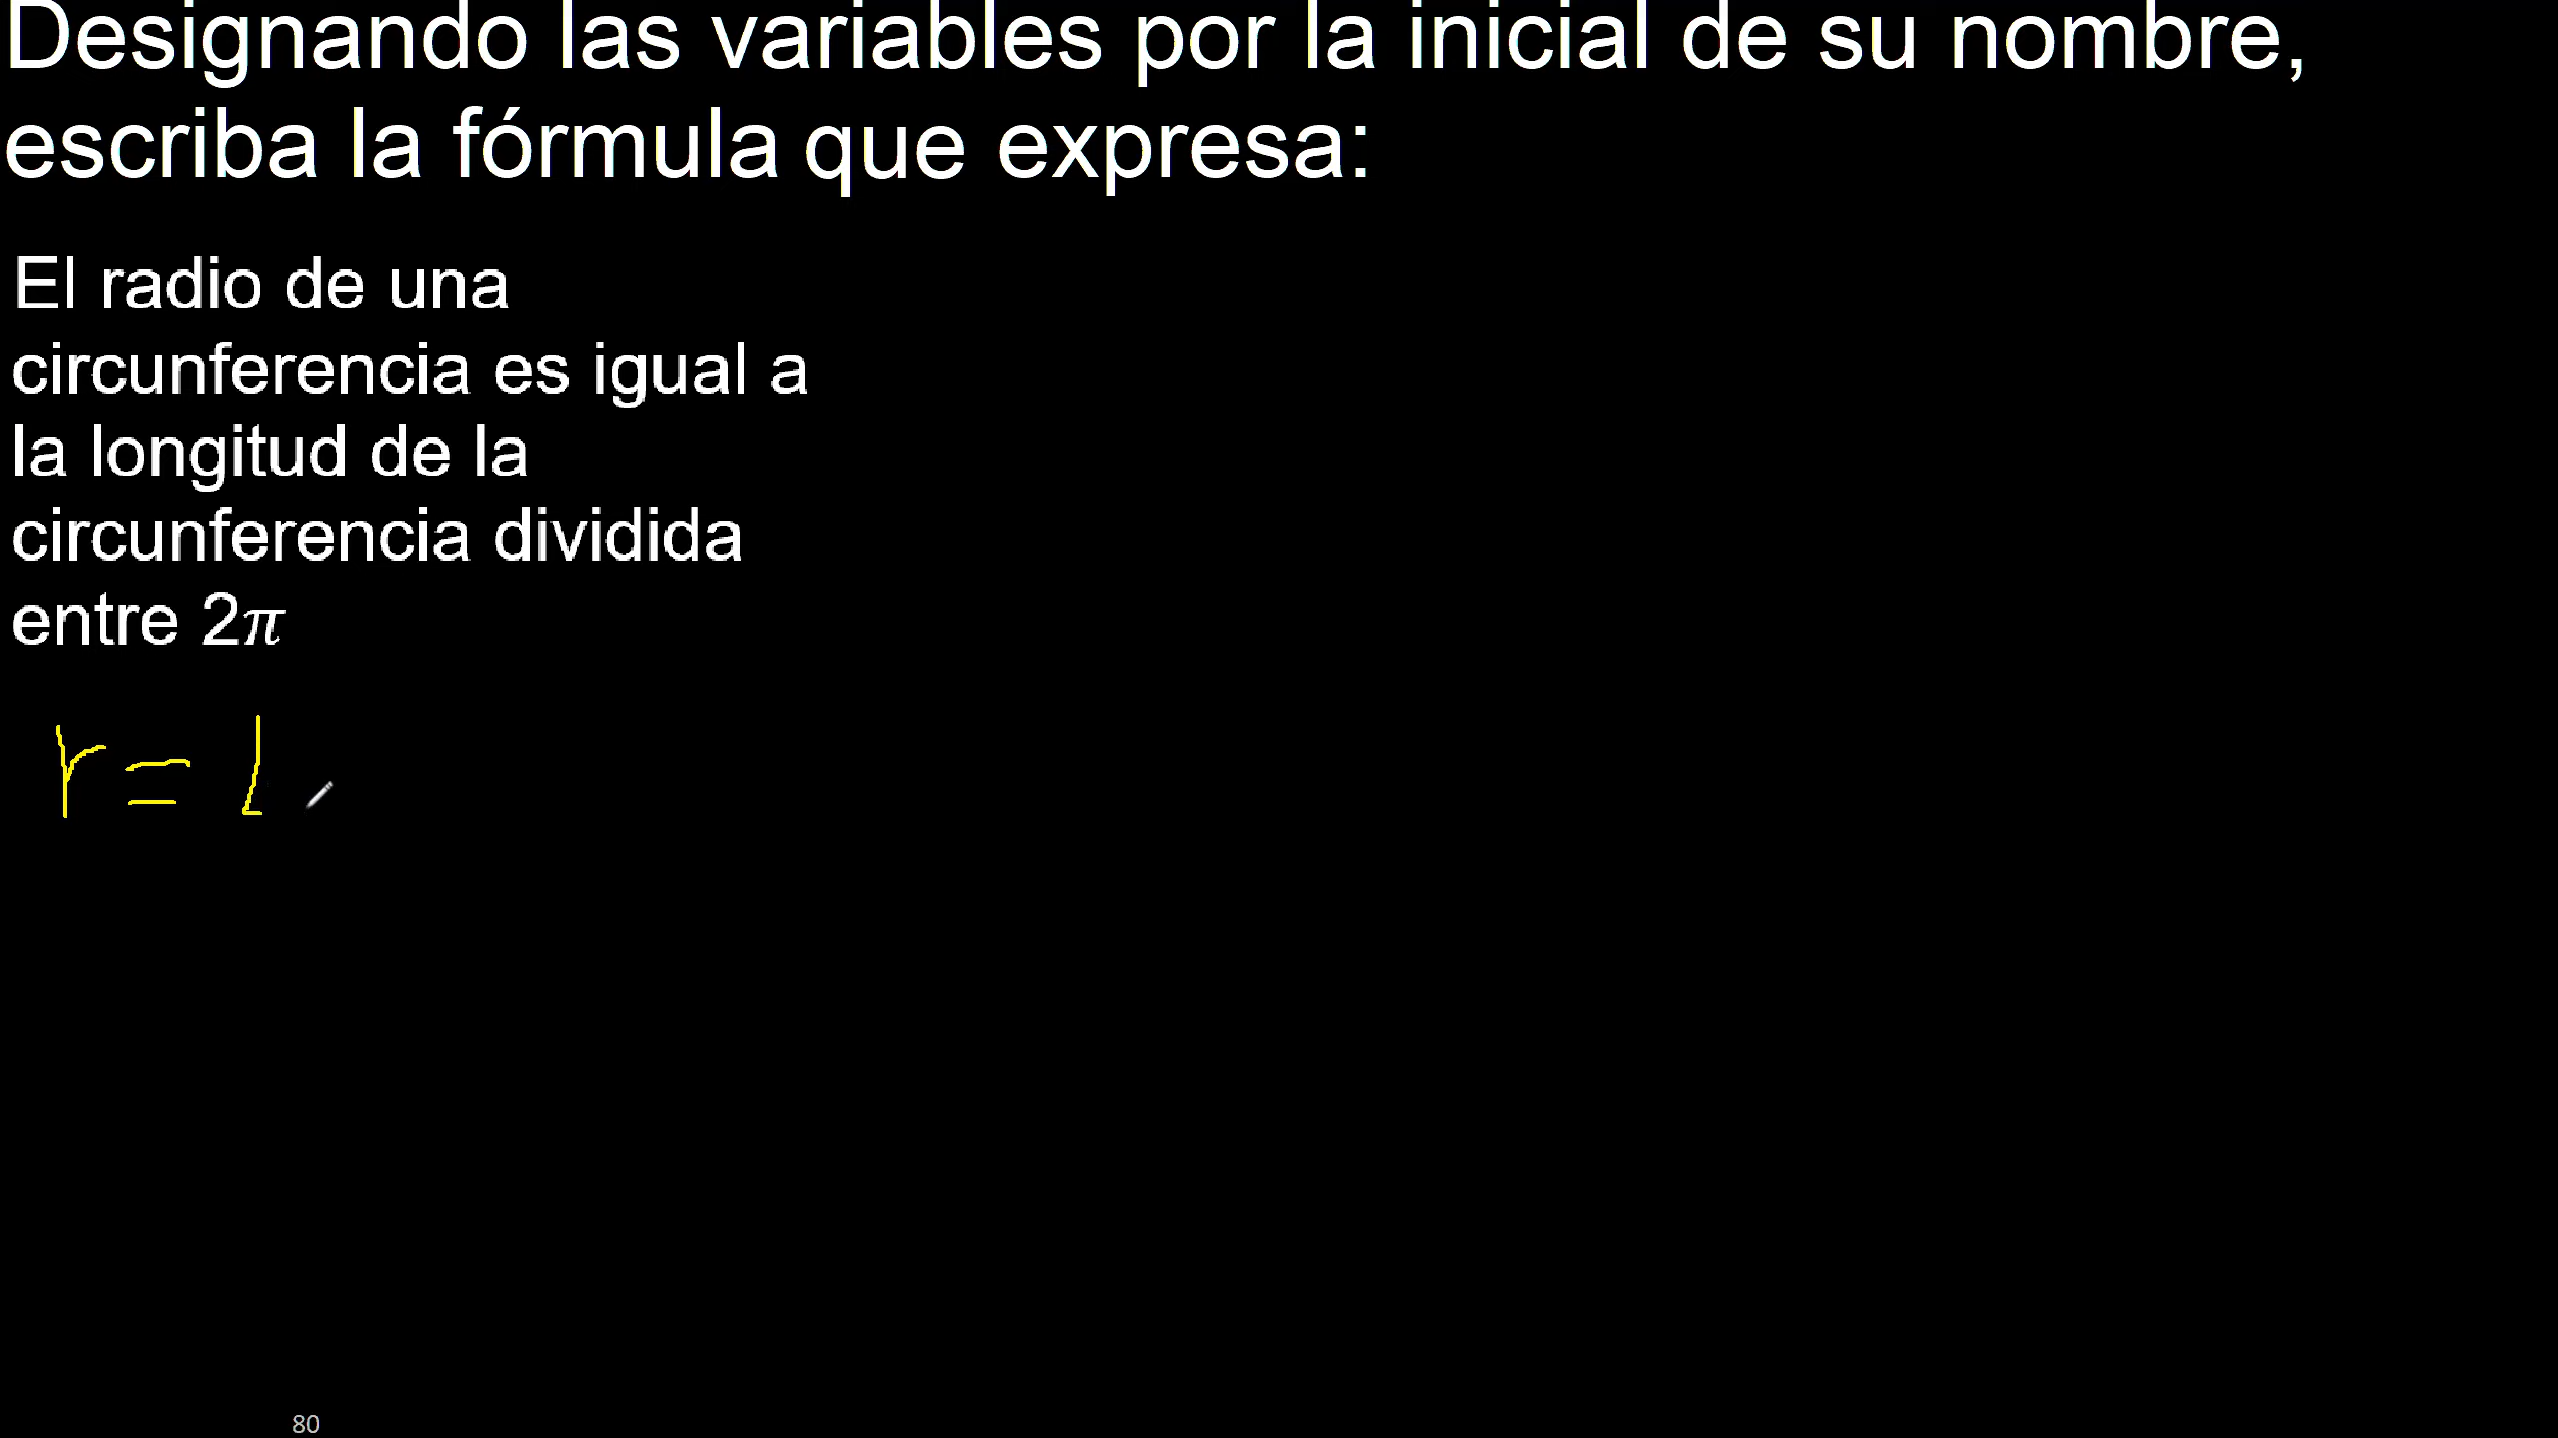 Designando las variables por la inicial de su nombre,
escriba la fórmula que expresa:
El radio de una
circunferencia es igual a
la longitud de la
circunferencia dividida
entre 2π
r = l
80